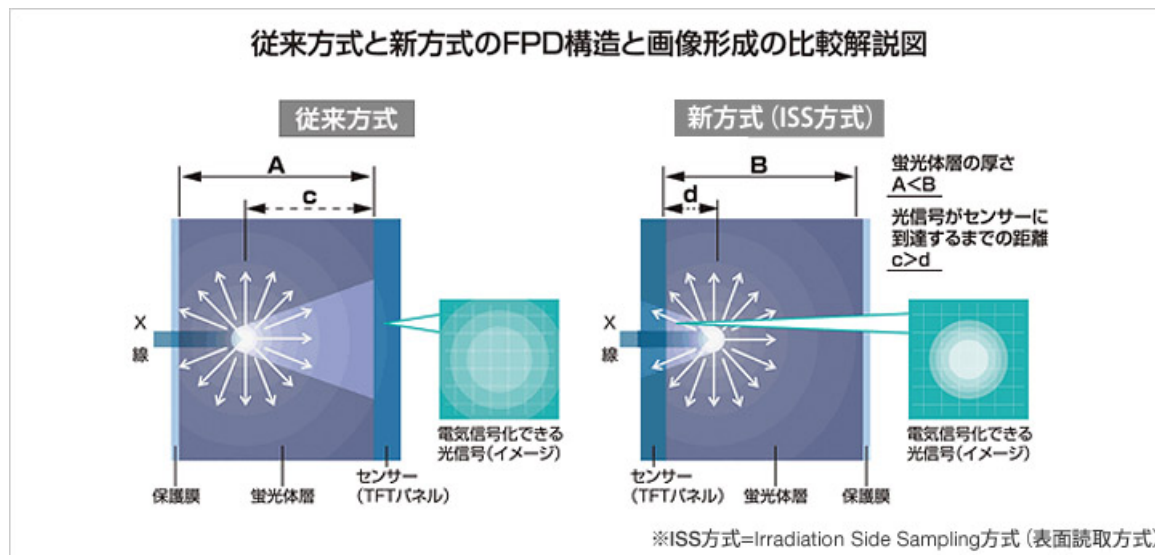 従来方式と新方式のFPD構造と画像形成の比較解説図
従来方式
新方式(ISS方式)
A
c
B
d
蛍光体層の厚さ
A<B
光信号がセンサーに
到達するまでの距離
c>d
X
線
電気信号化できる
光信号(イメージ)
保護膜
蛍光体層
センサー
(TFTパネル)
X
線
電気信号化できる
光信号(イメージ)
センサー
(TFTパネル)
蛍光体層
保護膜
※ISS方式=Irradiation Side Sampling方式 (表面読取方式)